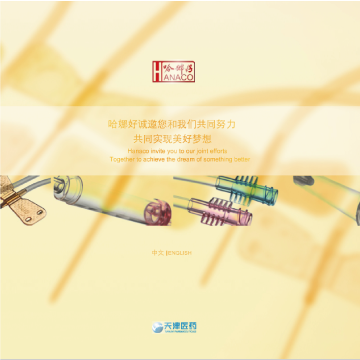 哈娜好
HANACO
哈娜好诚邀您和我们共同努力
共同实现美好梦想
Hanaco invite you to our joint efforts
Together to achieve the dream of something better
中文 |ENGLISH
天津医药